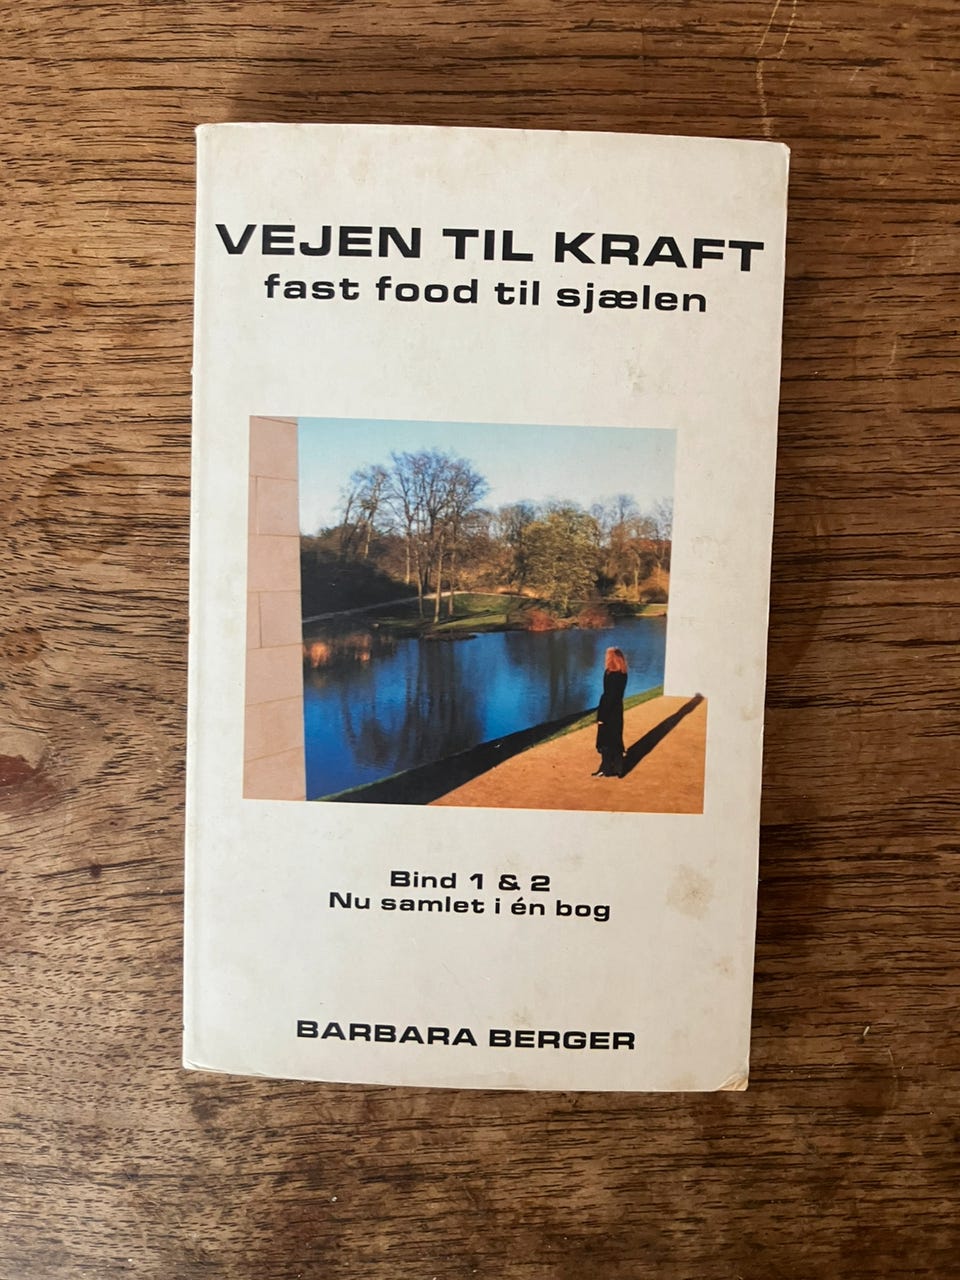 VEJEN TIL KRAFT
fast food til sjælen
Bind 1 & 2
Nu samlet i én bog
BARBARA BERGER